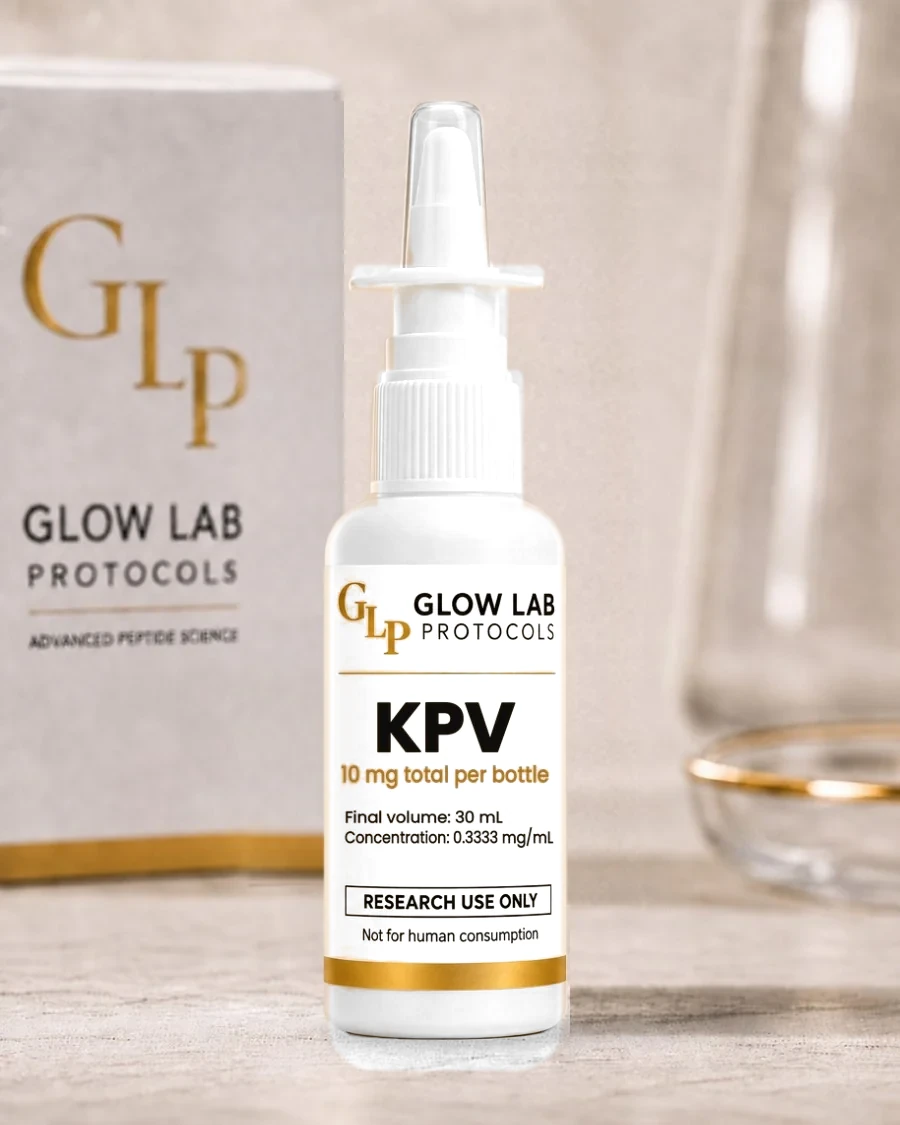 GLP
GLOW LAB
PROTOCOLS
ADVANCED PEPTIDE SCIENCE
GLP
GLOW LAB
PROTOCOLS
KPV
10 mg total per bottle
Final volume: 30 mL
Concentration: 0.3333 mg/mL
RESEARCH USE ONLY
Not for human consumption